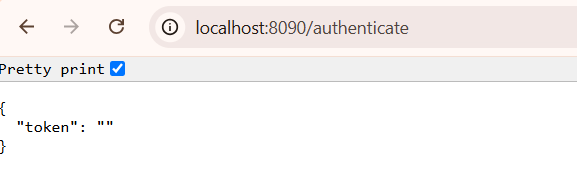 localhost:8090/authenticate
Pretty print
{
"token": ""
}